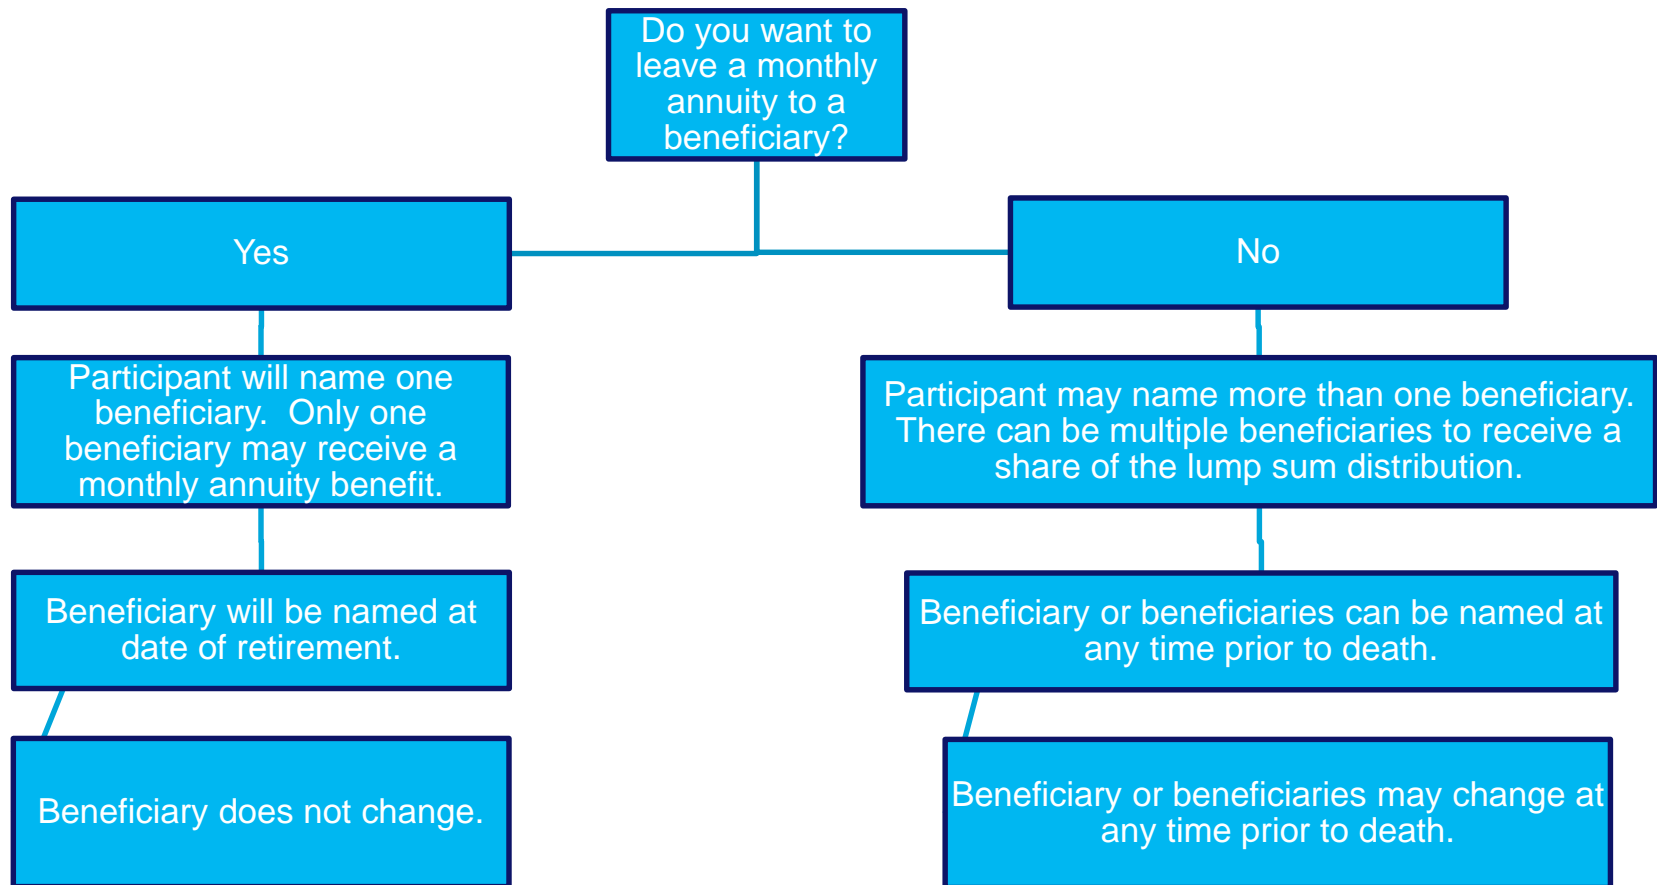 Do you want to
leave a monthly
annuity to a
beneficiary?
Yes
No
Participant will name one
beneficiary.  Only one
beneficiary may receive a
monthly annuity benefit.
Participant may name more than one beneficiary.
There can be multiple beneficiaries to receive a
share of the lump sum distribution.
Beneficiary will be named at
date of retirement.
Beneficiary or beneficiaries can be named at
any time prior to death.
Beneficiary does not change.
Beneficiary or beneficiaries may change at
any time prior to death.